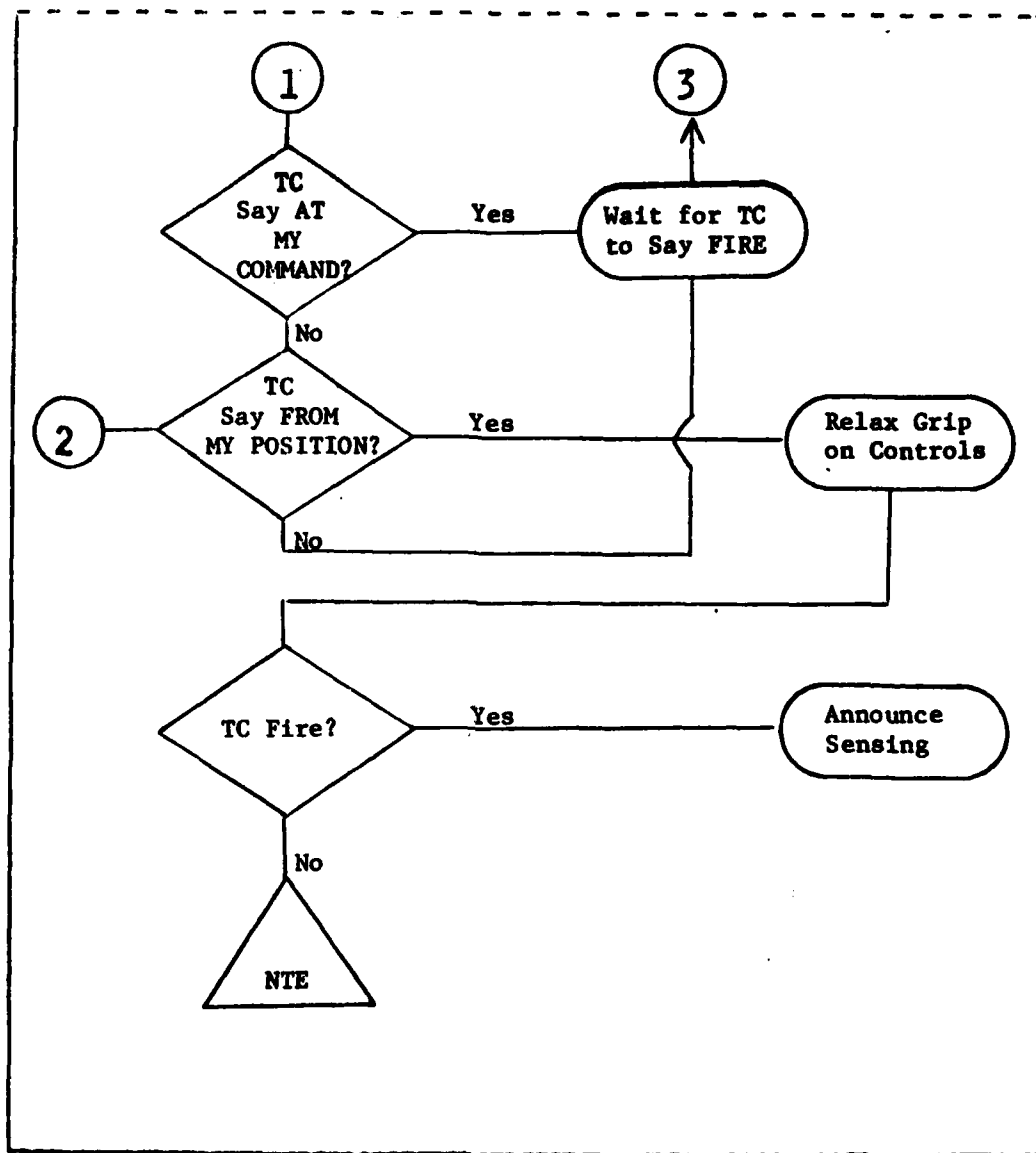 1
3
TC
Say AT
MY
COMMAND?
Yes
Wait for TC
to Say FIRE
No
2
TC
Say FROM
MY POSITION?
Yes
Relax Grip
on Controls
No
TC Fire?
Yes
Announce
Sensing
No
NTE